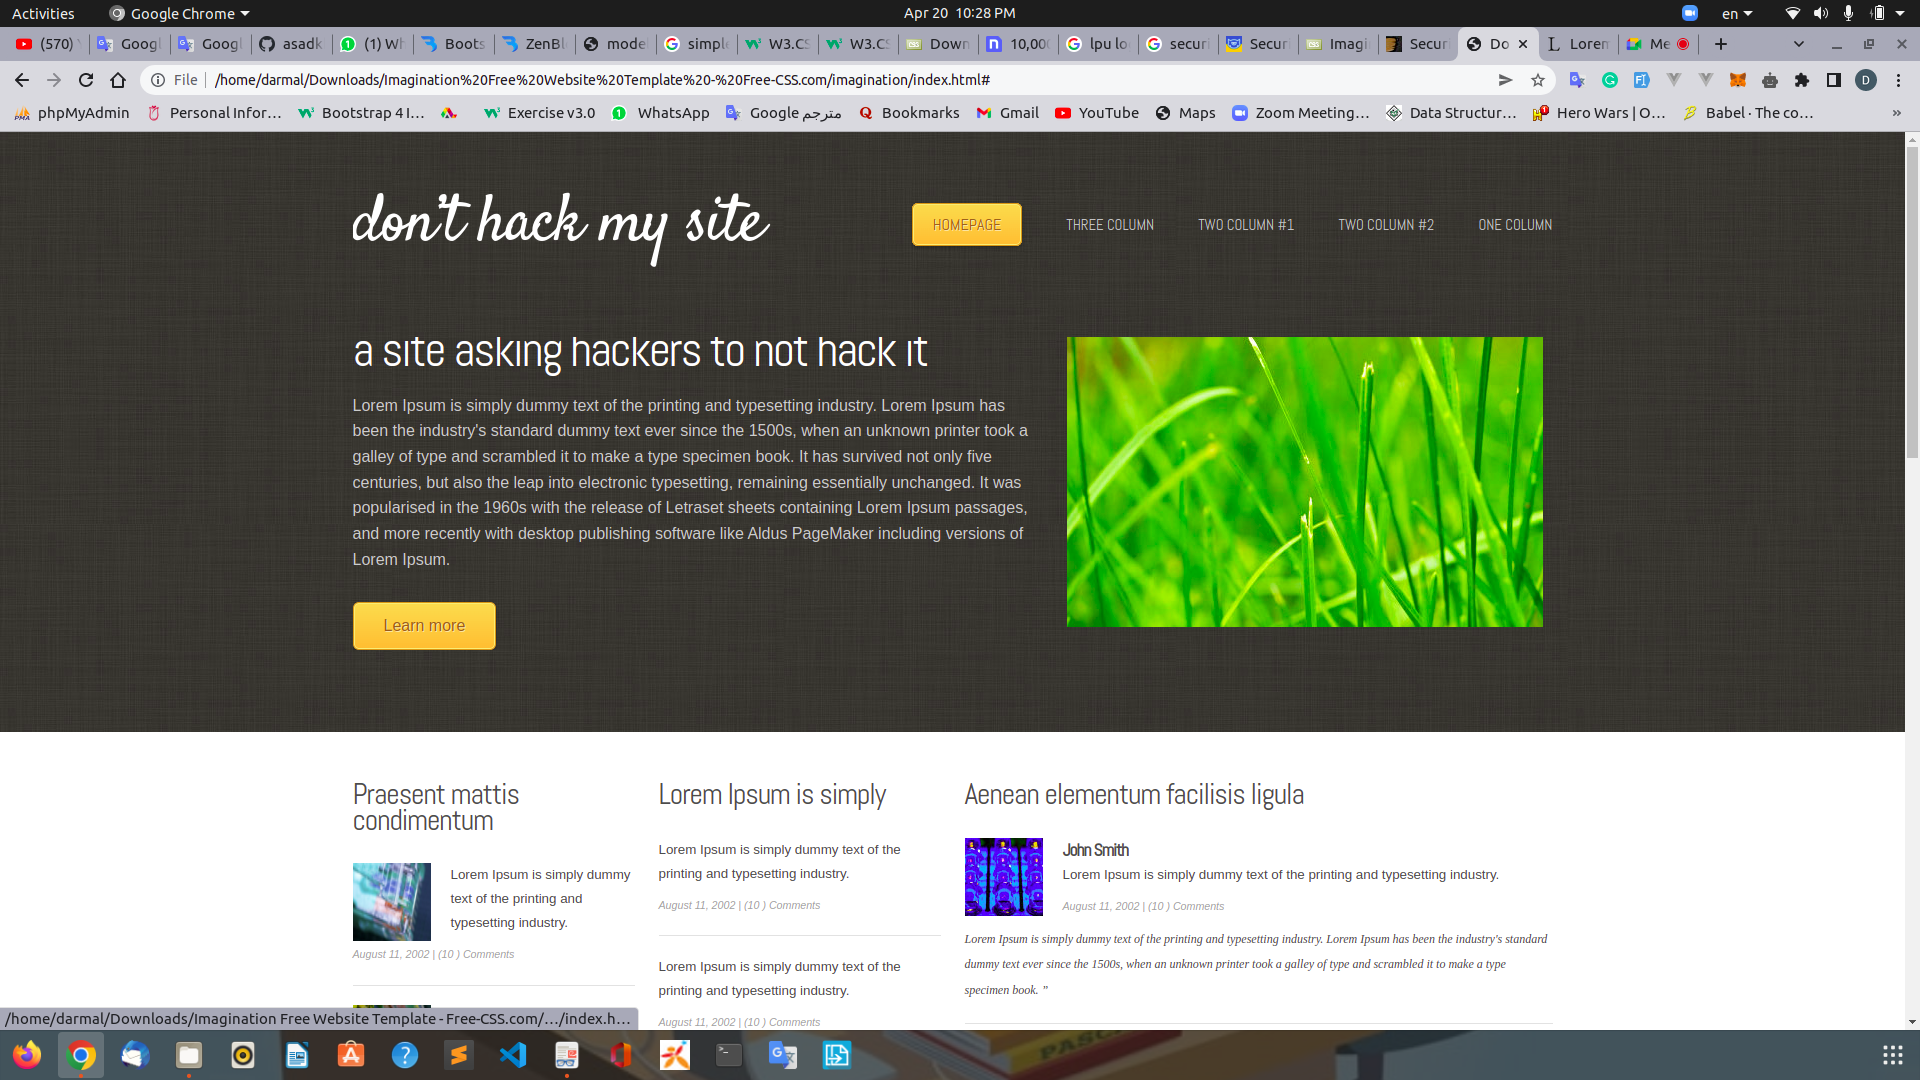 Activities
Google Chrome
Apr 20 10:28 PM
en
(570)
Googl
Googl
asadk
(1) Wh
Boots
ZenBl
mode
simple
W3.CS
W3.CS
Down
10,000
lpu lo
securi
Secur
Imagi
Secur
Do
Lorem
Me
File
/home/darmal/Downloads/Imagination%20Free%20Website%20Template%20-%20Free-CSS.com/imagination/index.html#
D
phpMyAdmin
Personal Infor…
Bootstrap 4 I…
Exercise v3.0
WhatsApp
Google مترجم
Bookmarks
Gmail
YouTube
Maps
Zoom Meeting…
Data Structur…
Hero Wars | O…
Babel · The co…
»
don't hack my site
HOMEPAGE
THREE COLUMN
TWO COLUMN #1
TWO COLUMN #2
ONE COLUMN
a site asking hackers to not hack it
Lorem Ipsum is simply dummy text of the printing and typesetting industry. Lorem Ipsum has
been the industry's standard dummy text ever since the 1500s, when an unknown printer took a
galley of type and scrambled it to make a type specimen book. It has survived not only five
centuries, but also the leap into electronic typesetting, remaining essentially unchanged. It was
popularised in the 1960s with the release of Letraset sheets containing Lorem Ipsum passages,
and more recently with desktop publishing software like Aldus PageMaker including versions of
Lorem Ipsum.
Learn more
Praesent mattis
condimentum
Lorem Ipsum is simply dummy
text of the printing and
typesetting industry.
August 11, 2002 | (10 ) Comments
Lorem Ipsum is simply
Lorem Ipsum is simply dummy text of the
printing and typesetting industry.
August 11, 2002 | (10 ) Comments
Lorem Ipsum is simply dummy text of the
printing and typesetting industry.
August 11, 2002 | (10 ) Comments
Aenean elementum facilisis ligula
John Smith
Lorem Ipsum is simply dummy text of the printing and typesetting industry.
August 11, 2002 | (10 ) Comments
Lorem Ipsum is simply dummy text of the printing and typesetting industry. Lorem Ipsum has been the industry's standard
dummy text ever since the 1500s, when an unknown printer took a galley of type and scrambled it to make a type
specimen book. ”
/home/darmal/Downloads/Imagination Free Website Template - Free-CSS.com/…/index.h…
PASCAL